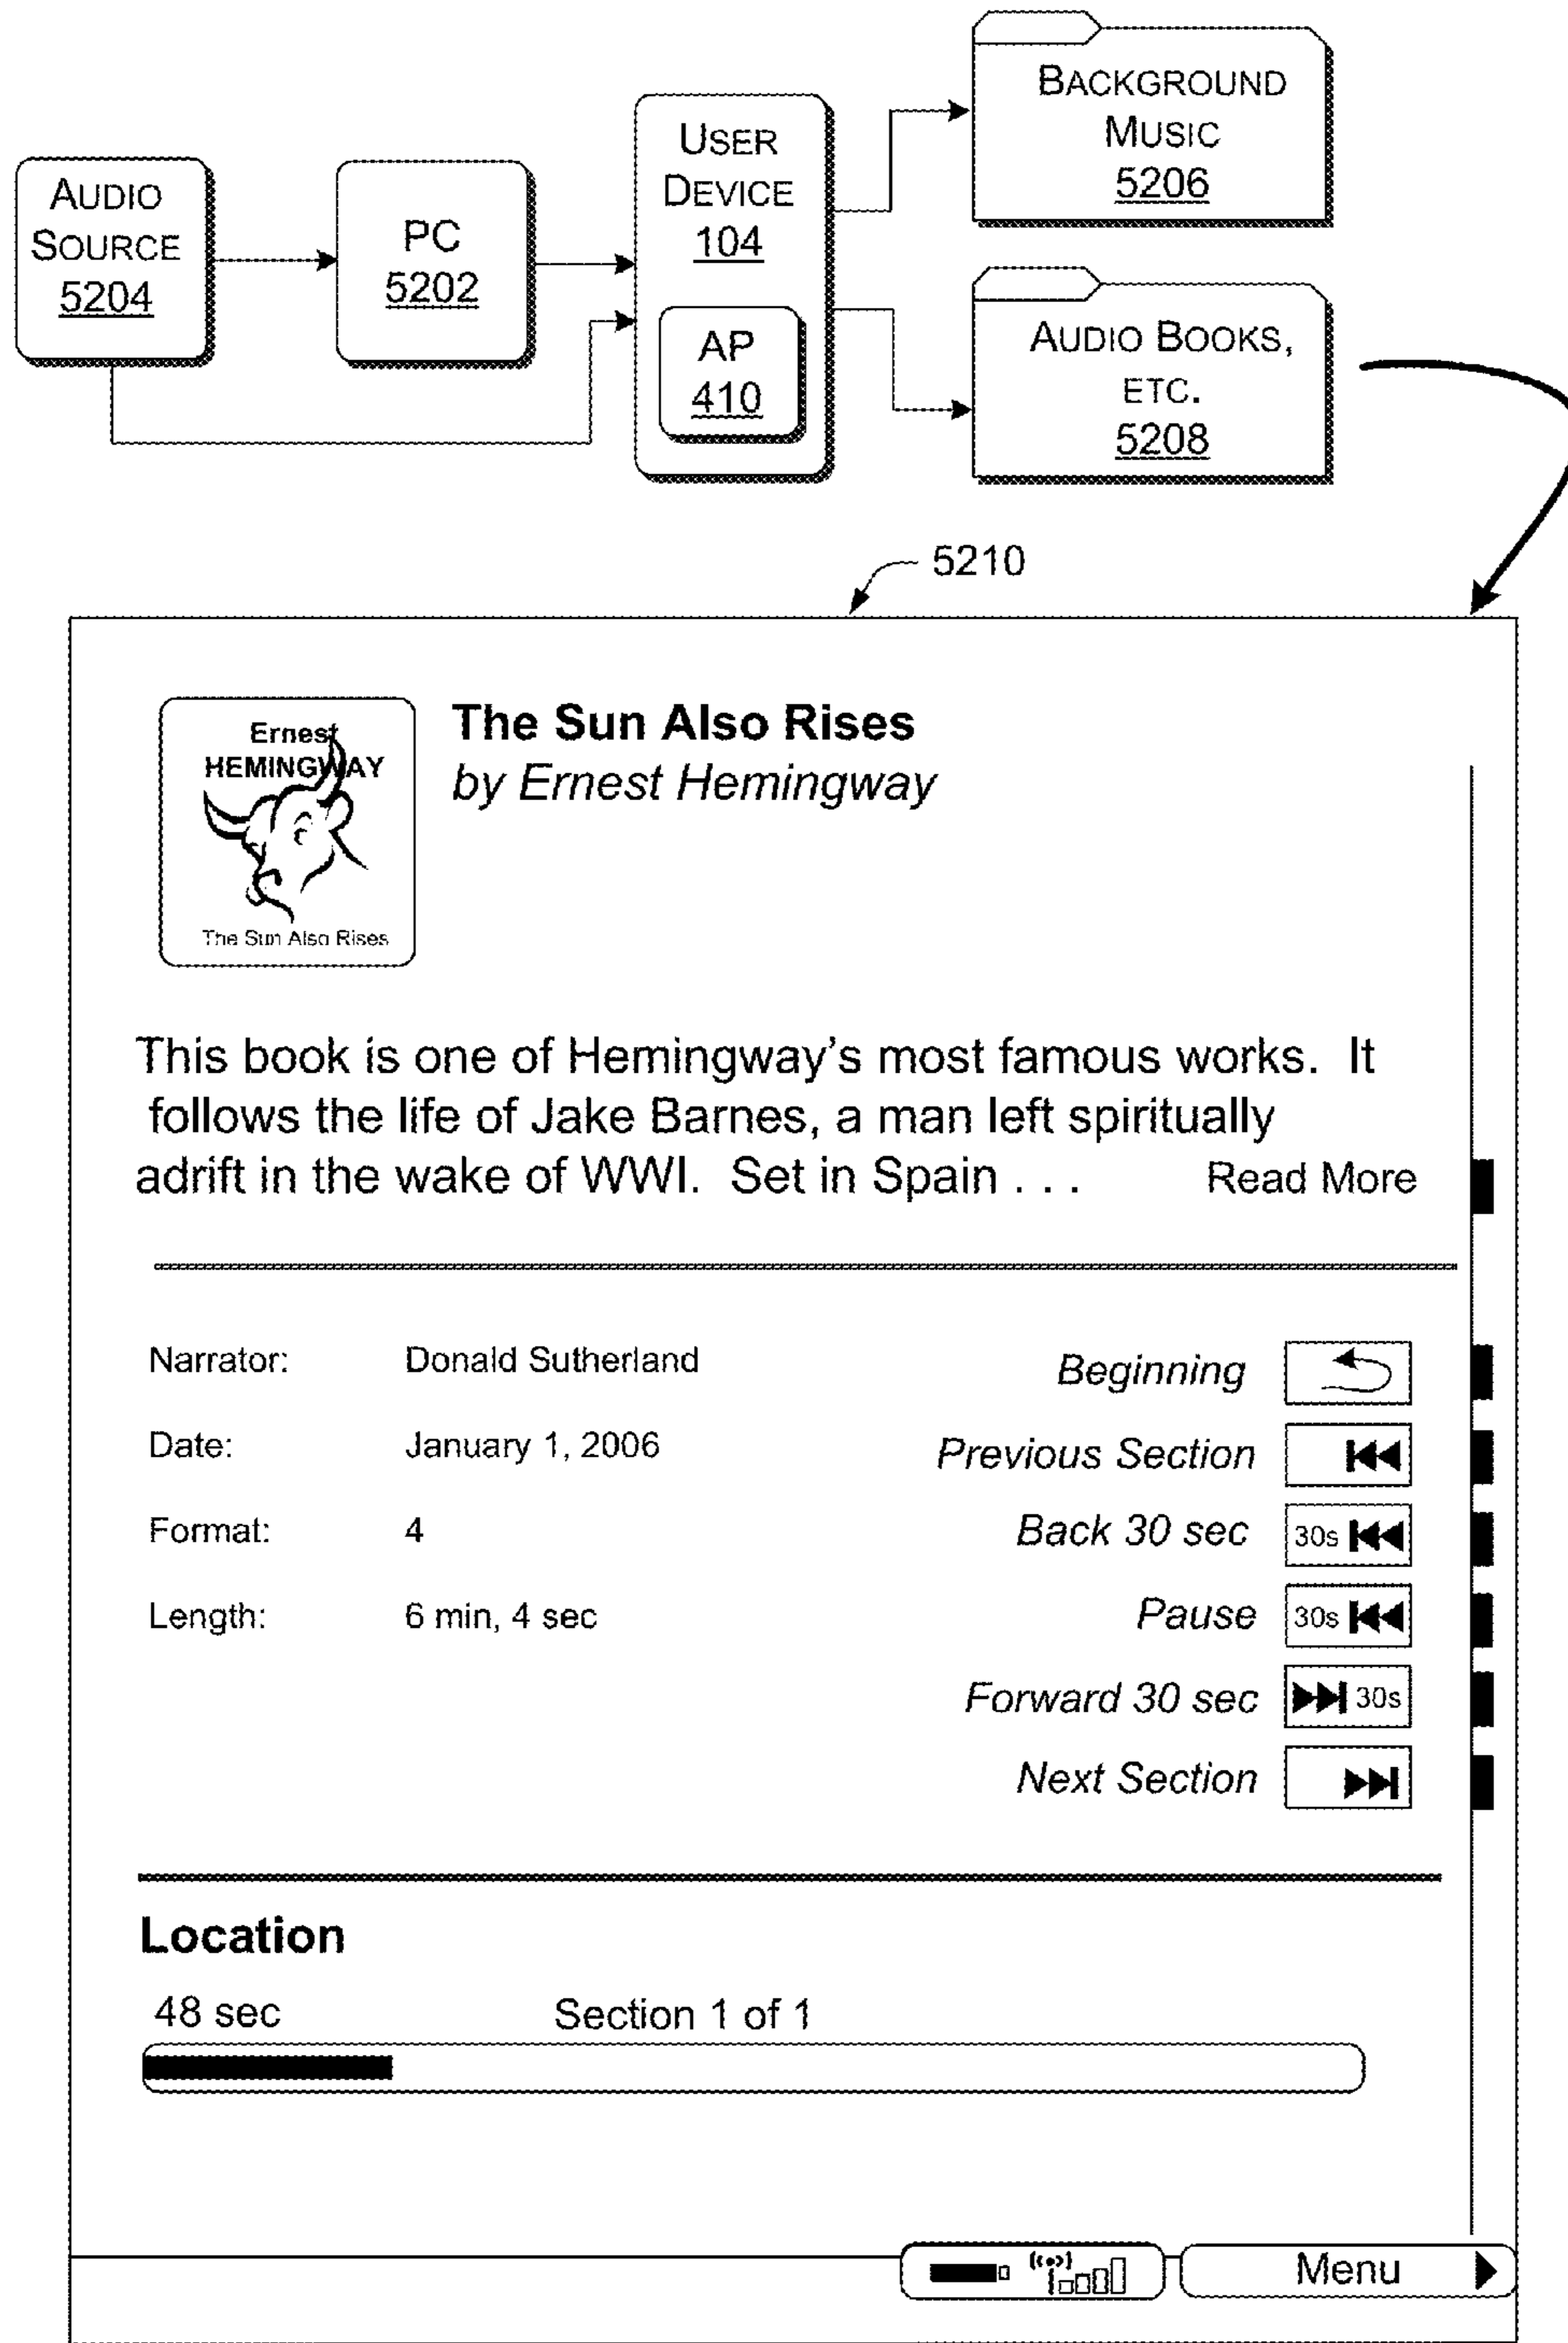 AUDIO
SOURCE
5204
PC
5202
USER
DEVICE
104
AP
410
BACKGROUND
MUSIC
5206
AUDIO BOOKS,
ETC.
5208
5210
Ernest
HEMINGWAY
The Sun Also Rises
The Sun Also Rises
by Ernest Hemingway
This book is one of Hemingway's most famous works. It
follows the life of Jake Barnes, a man left spiritually
adrift in the wake of WWI. Set in Spain . . . Read More
Narrator: Donald Sutherland
Date: January 1, 2006
Format: 4
Length: 6 min, 4 sec
Beginning
Previous Section
Back 30 sec 30s
Pause 30s
Forward 30 sec 30s
Next Section
Location
48 sec Section 1 of 1
Menu